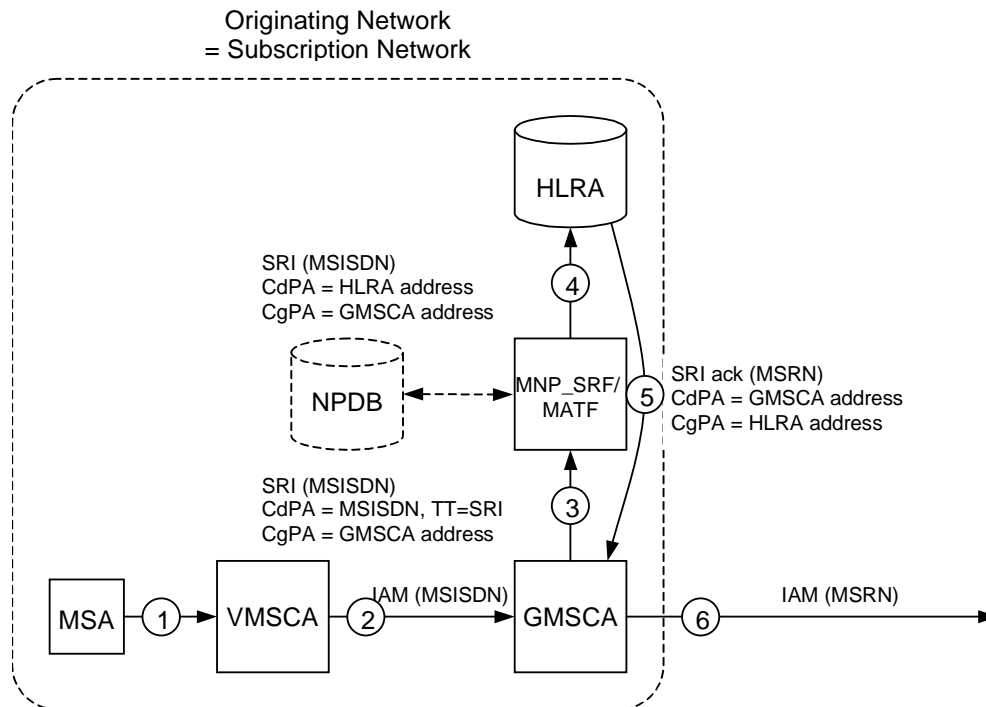 Originating Network
= Subscription Network
HLRA
SRI (MSISDN)
CdPA = HLRA address
CgPA = GMSCA address
4
NPDB
MNP_SRF/
MATF
5
SRI ack (MSRN)
CdPA = GMSCA address
CgPA = HLRA address
SRI (MSISDN)
CdPA = MSISDN, TT=SRI
CgPA = GMSCA address
3
MSA
1
VMSCA
2
IAM (MSISDN)
GMSCA
6
IAM (MSRN)